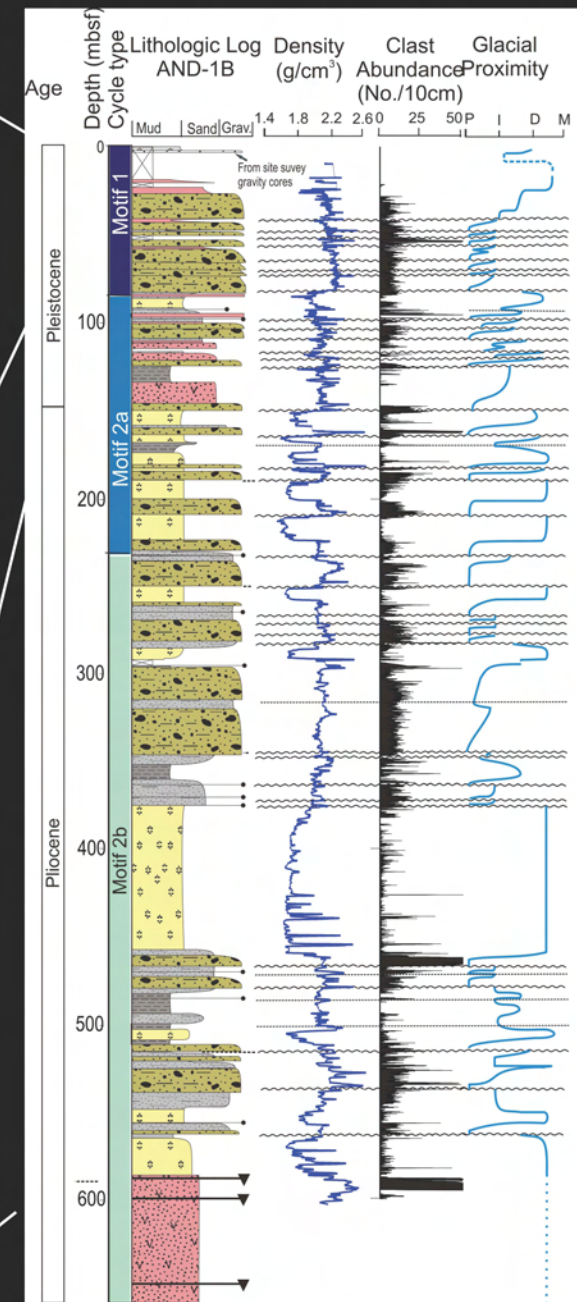 Age
Depth (mbsf)
Cycle type
Lithologic Log
AND-1B
Mud Sand Grav.
Density
(g/cm³)
1.4 1.8 2.2 2.6
Clast
Abundance
(No./10cm)
0 25 50
Glacial
Proximity
P I D M
From site suvey
gravity cores
0
100
200
300
400
500
600
Pleistocene
Pliocene
Motif 1
Motif 2a
Motif 2b